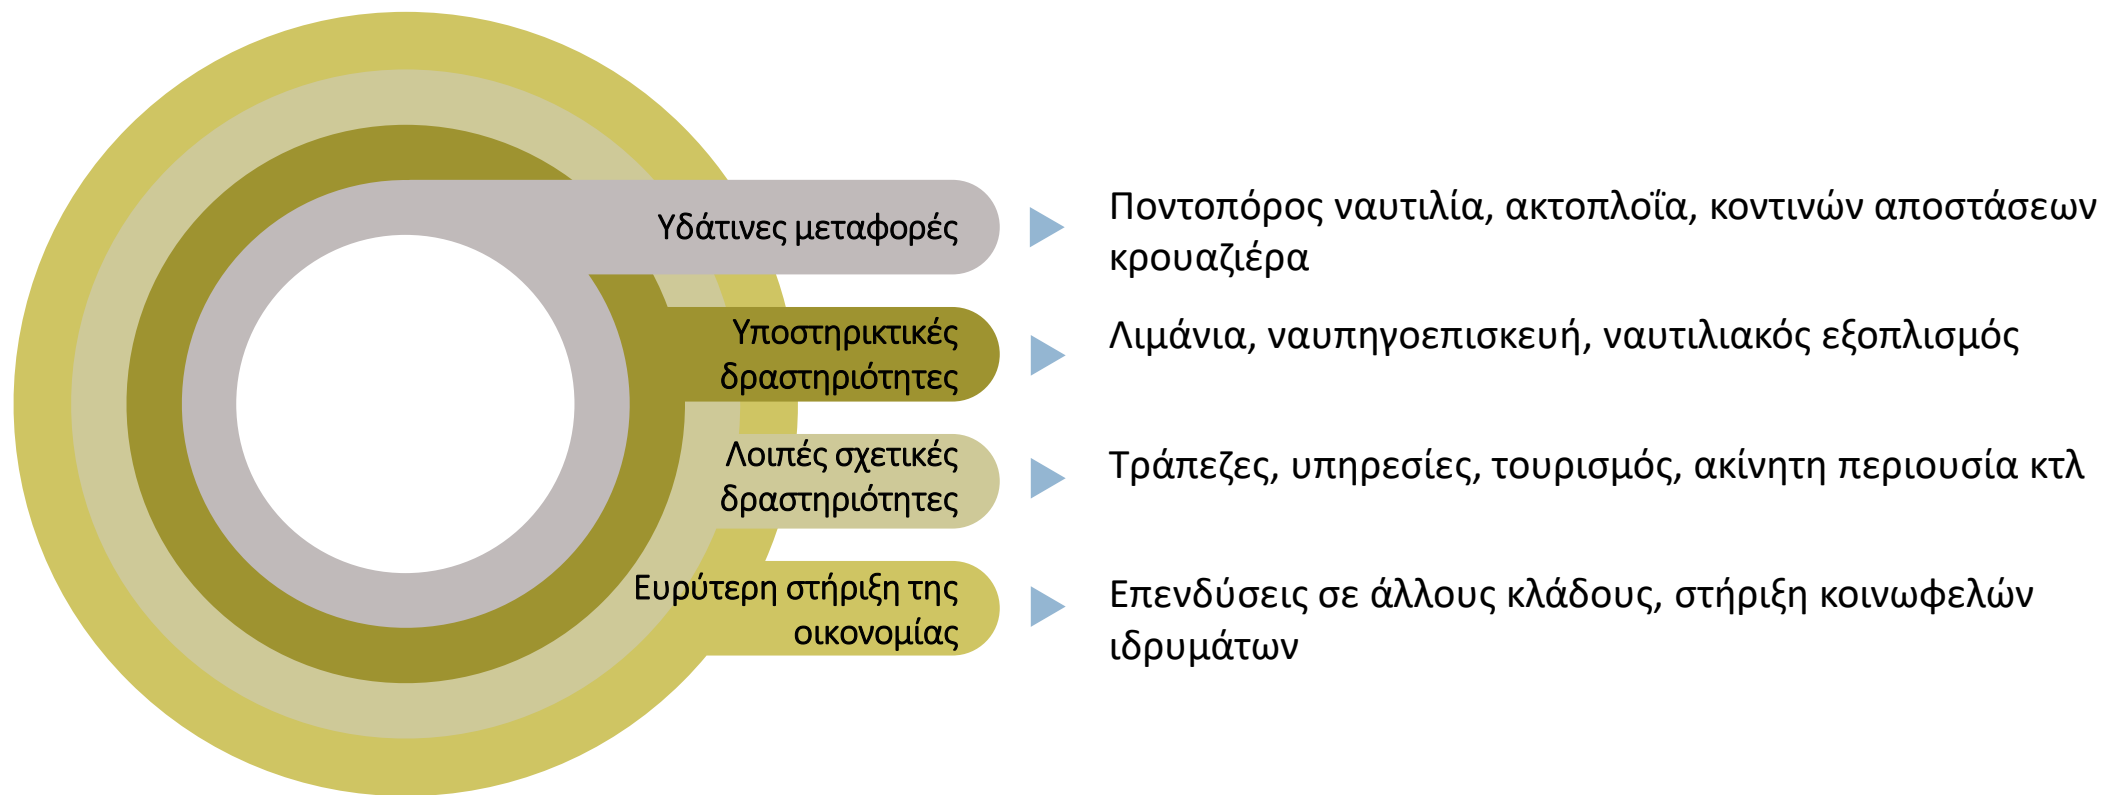 Υδάτινες μεταφορές
Ποντοπόρος ναυτιλία, ακτοπλοΐα, κοντινών αποστάσεων
κρουαζιέρα
Υποστηρικτικές
δραστηριότητες
Λιμάνια, ναυπηγοεπισκευή, ναυτιλιακός εξοπλισμός
Λοιπές σχετικές
δραστηριότητες
Τράπεζες, υπηρεσίες, τουρισμός, ακίνητη περιουσία κτλ
Ευρύτερη στήριξη της
οικονομίας
Επενδύσεις σε άλλους κλάδους, στήριξη κοινωφελών
ιδρυμάτων